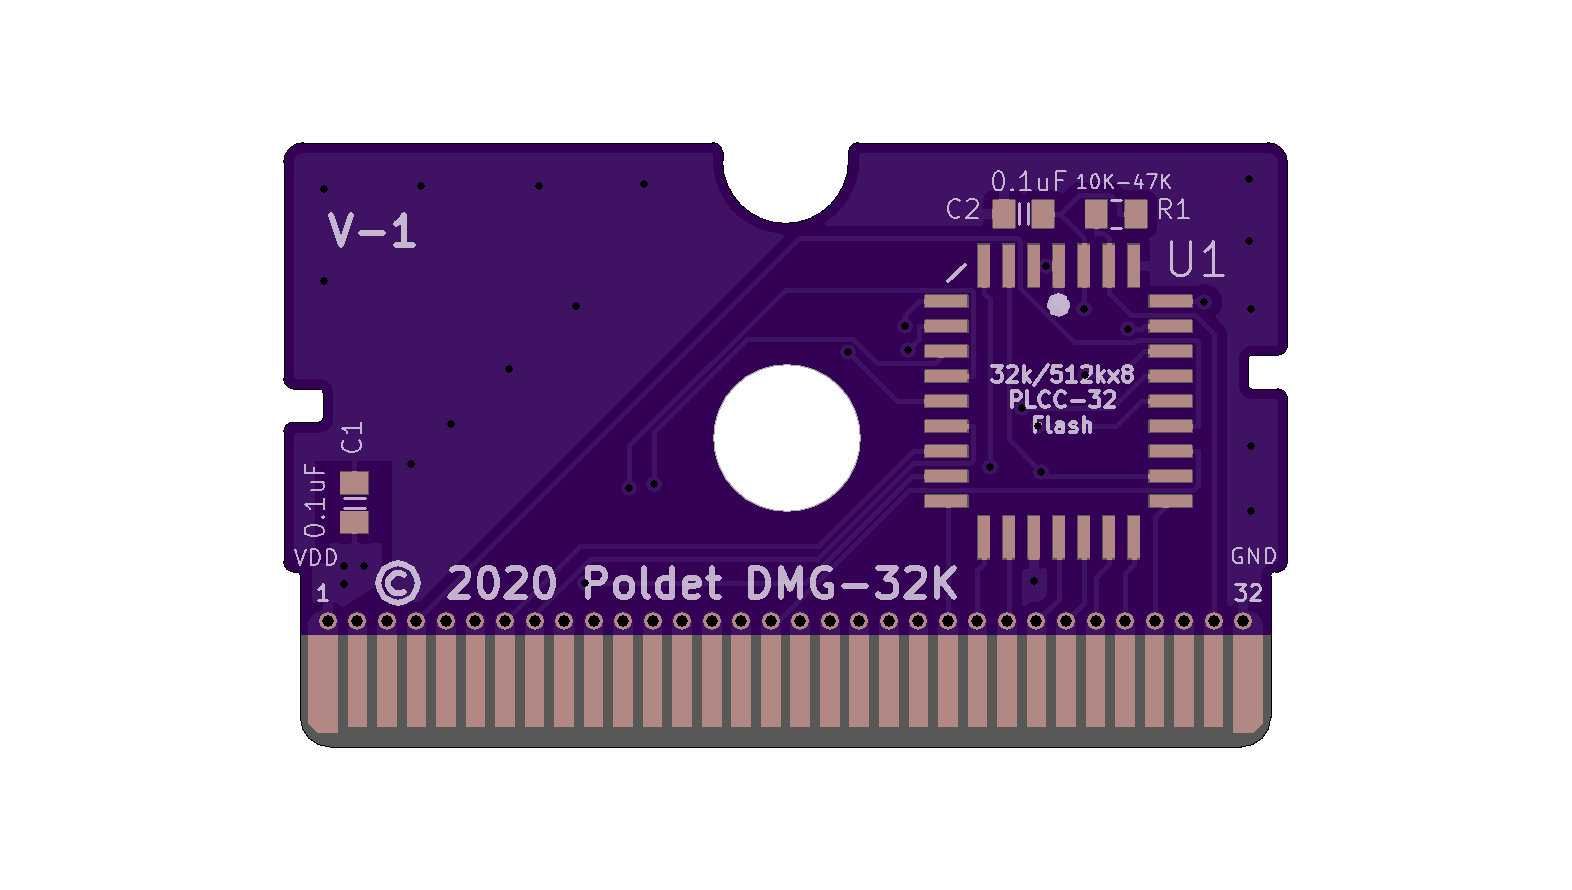 0.1uF 10K-47K
C2 R1
V-1
U1
32k/512kx8
PLCC-32
Flash
C1
0.1uF
VDD
GND
© 2020 Poldet DMG-32K
1
32